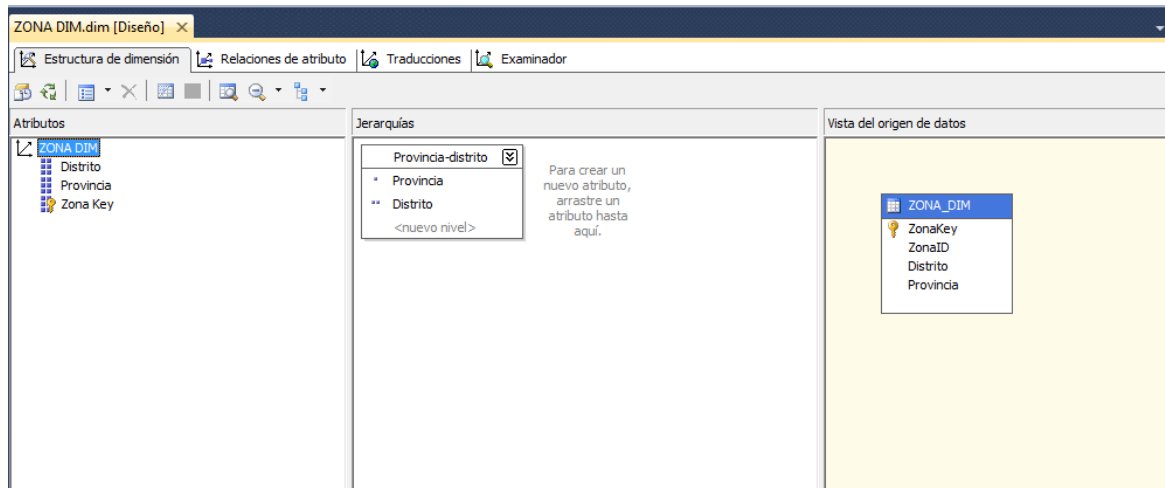 ZONA DIM.dim [Diseño]
Estructura de dimensión
Relaciones de atributo
Traducciones
Examinador
Atributos
ZONA DIM
Distrito
Provincia
Zona Key
Jerarquías
Provincia-distrito
Provincia
Distrito
<nuevo nivel>
Para crear un
nuevo atributo,
arrastre un
atributo hasta
aquí.
Vista del origen de datos
ZONA_DIM
ZonaKey
ZonaID
Distrito
Provincia